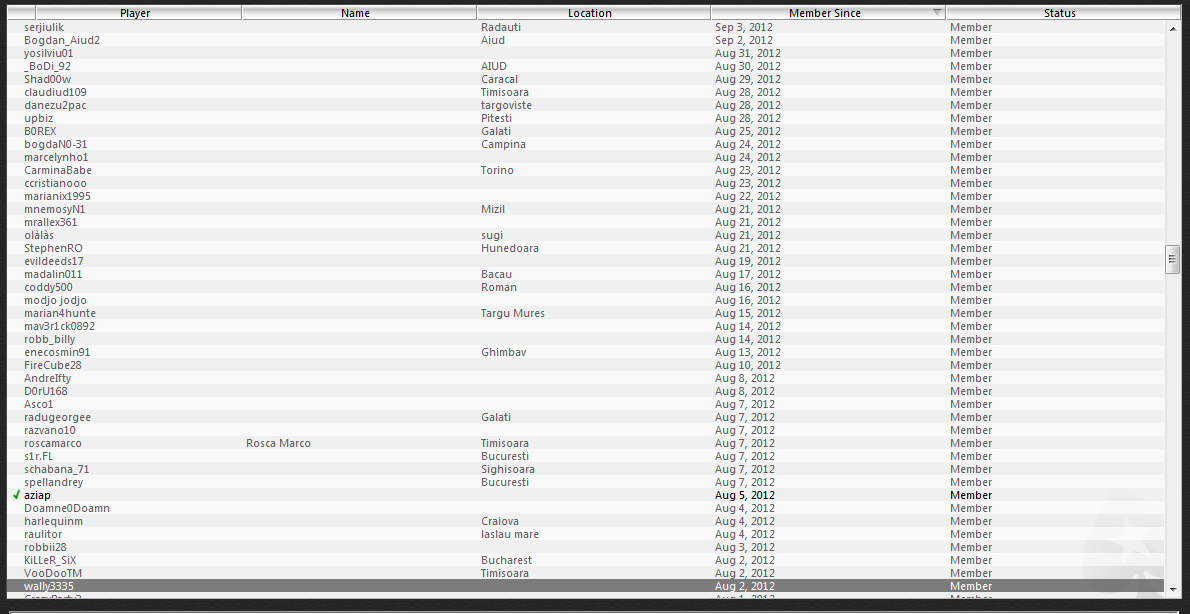 Player Name Location Member Since Status
serjiulik Radauti Sep 3, 2012 Member
Bogdan_Aiud2 Aiud Sep 2, 2012 Member
yosilviu01 Aug 31, 2012 Member
_BoDi_92 AIUD Aug 30, 2012 Member
Shad00w Caracal Aug 29, 2012 Member
claudiud109 Timisoara Aug 28, 2012 Member
danezu2pac targoviste Aug 28, 2012 Member
upbiz Pitesti Aug 28, 2012 Member
B0REX Galati Aug 25, 2012 Member
bogdaN0-31 Campina Aug 24, 2012 Member
marcelynho1 Aug 24, 2012 Member
CarminaBabe Torino Aug 23, 2012 Member
ccristianooo Aug 23, 2012 Member
marianix1995 Aug 22, 2012 Member
mnemosyN1 Mizil Aug 21, 2012 Member
mrallex361 Aug 21, 2012 Member
olàlàs sugi Aug 21, 2012 Member
StephenRO Hunedoara Aug 21, 2012 Member
evildeeds17 Aug 19, 2012 Member
madalin011 Bacau Aug 17, 2012 Member
coddy500 Roman Aug 16, 2012 Member
modjo jodjo Aug 16, 2012 Member
marian4hunte Targu Mures Aug 15, 2012 Member
mav3r1ck0892 Aug 14, 2012 Member
robb_billy Aug 14, 2012 Member
enecosmin91 Ghimbav Aug 13, 2012 Member
FireCube28 Aug 10, 2012 Member
AndreIfty Aug 8, 2012 Member
D0rU168 Aug 8, 2012 Member
Asco1 Aug 7, 2012 Member
radugeorgee Galati Aug 7, 2012 Member
razvano10 Aug 7, 2012 Member
roscamarco Rosca Marco Timisoara Aug 7, 2012 Member
s1r.FL Bucuresti Aug 7, 2012 Member
schabana_71 Sighisoara Aug 7, 2012 Member
spellandrey Bucuresti Aug 7, 2012 Member
aziap Aug 5, 2012 Member
Doamne0Doamn Aug 4, 2012 Member
harlequinm Craiova Aug 4, 2012 Member
raulitor Iaslau mare Aug 4, 2012 Member
robbii28 Aug 3, 2012 Member
KiLLeR_SiX Bucharest Aug 2, 2012 Member
VooDooTM Timisoara Aug 2, 2012 Member
wally3335 Aug 2, 2012 Member